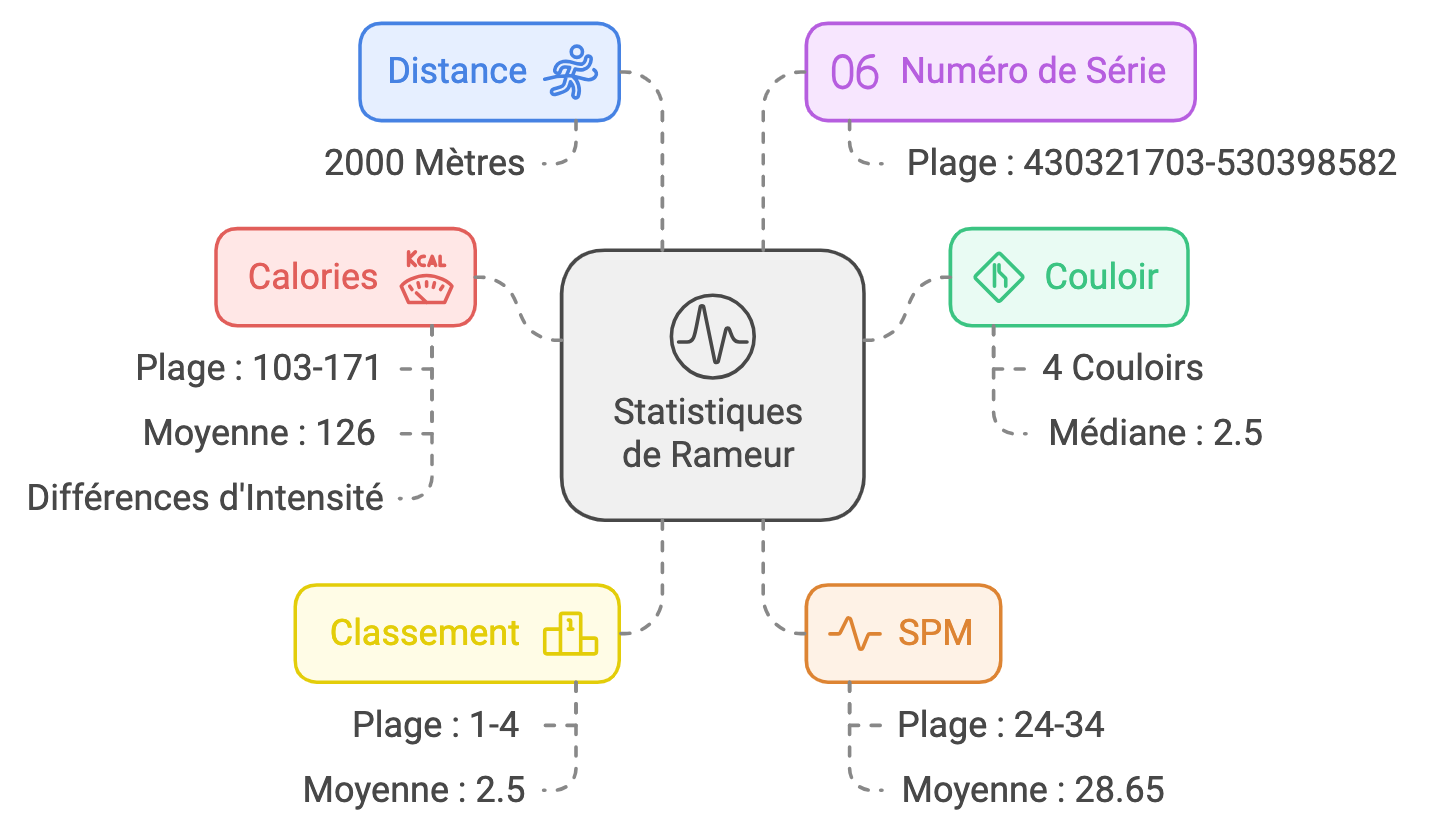 Distance
2000 Mètres
06 Numéro de Série
Plage : 430321703-530398582
Calories
KCAL
Plage : 103-171
Moyenne : 126
Différences d'Intensité
Couloir
4 Couloirs
Médiane : 2.5
Statistiques
de Rameur
Classement
1
Plage : 1-4
Moyenne : 2.5
SPM
Plage : 24-34
Moyenne : 28.65